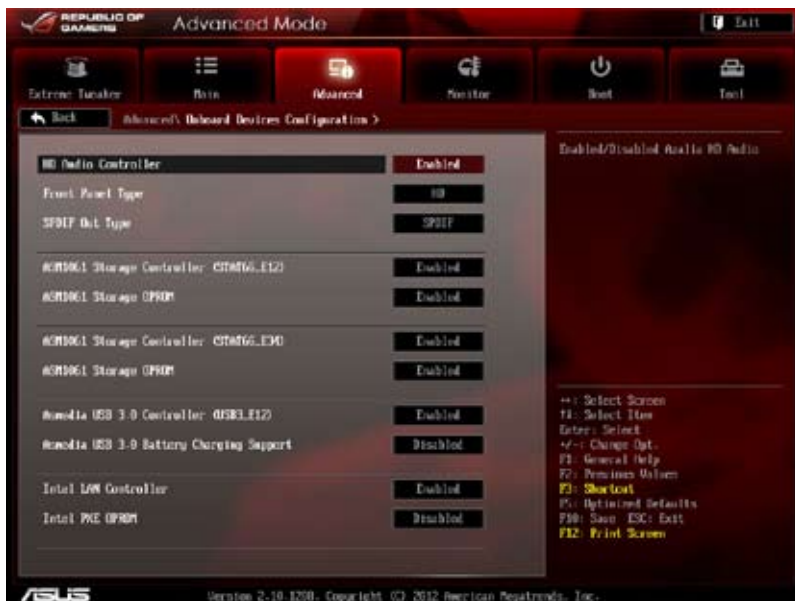 REPUBLIC OF GAMERS
Advanced Mode
Exit
Extreme Tweaker
Main
Advanced
Monitor
Boot
Tool
Back
Advanced\ Onboard Devices Configuration >
HD Audio Controller
Enabled
Front Panel Type
HD
SPDIF Out Type
SPDIF
ASM1061 Storage Controller (SATA6G_E12)
Enabled
ASM1061 Storage OPROM
Enabled
ASM1061 Storage Controller (SATA6G_E34)
Enabled
ASM1061 Storage OPROM
Enabled
Asmedia USB 3.0 Controller (USB3_E12)
Enabled
Asmedia USB 3.0 Battery Charging Support
Disabled
Intel LAN Controller
Enabled
Intel PXE OPROM
Disabled
Enabled/Disabled Azalia HD Audio
↔: Select Screen
↑↓: Select Item
Enter: Select
+/-: Change Opt.
F1: General Help
F2: Previous Values
F3: Shortcut
F5: Optimized Defaults
F10: Save ESC: Exit
F12: Print Screen
ASUS
Version 2.10.1208. Copyright (C) 2012 American Megatrends, Inc.